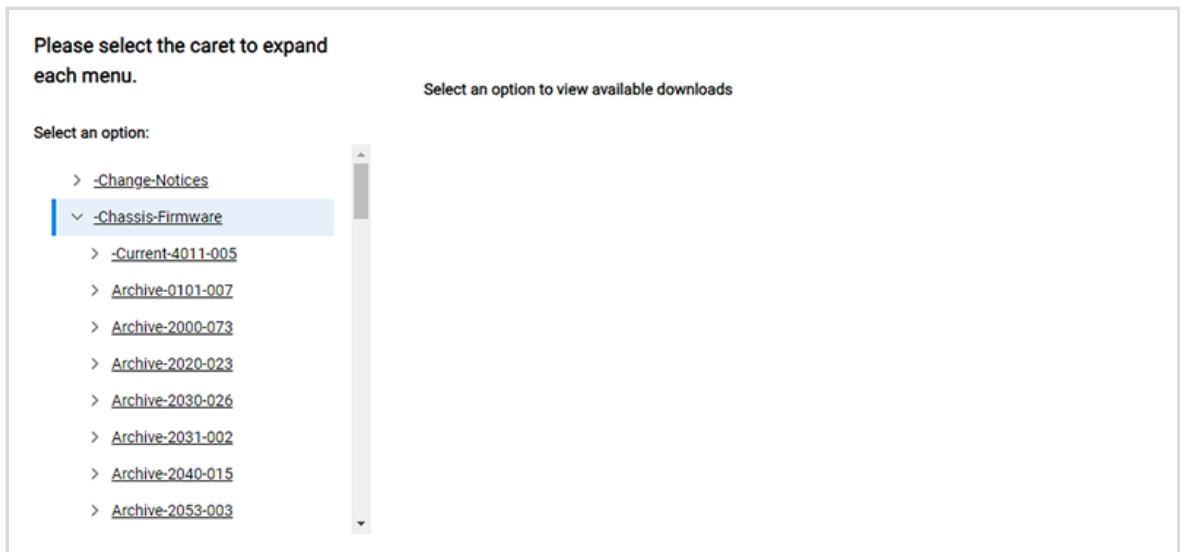 Please select the caret to expand
each menu.
Select an option to view available downloads
Select an option:
-Change-Notices
-Chassis-Firmware
-Current-4011-005
Archive-0101-007
Archive-2000-073
Archive-2020-023
Archive-2030-026
Archive-2031-002
Archive-2040-015
Archive-2053-003